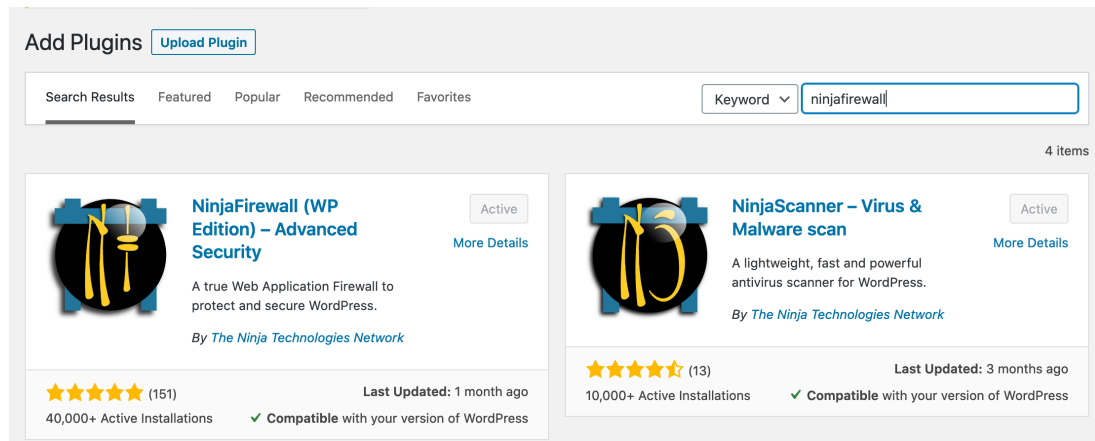 Add Plugins Upload Plugin
Search Results Featured Popular Recommended Favorites Keyword ninjafirewall
4 items
NinjaFirewall (WP
Edition) – Advanced
Security
Active
More Details
A true Web Application Firewall to
protect and secure WordPress.
By The Ninja Technologies Network
(151)
Last Updated: 1 month ago
40,000+ Active Installations
Compatible with your version of WordPress
NinjaScanner – Virus &
Malware scan
Active
More Details
A lightweight, fast and powerful
antivirus scanner for WordPress.
By The Ninja Technologies Network
(13)
Last Updated: 3 months ago
10,000+ Active Installations
Compatible with your version of WordPress